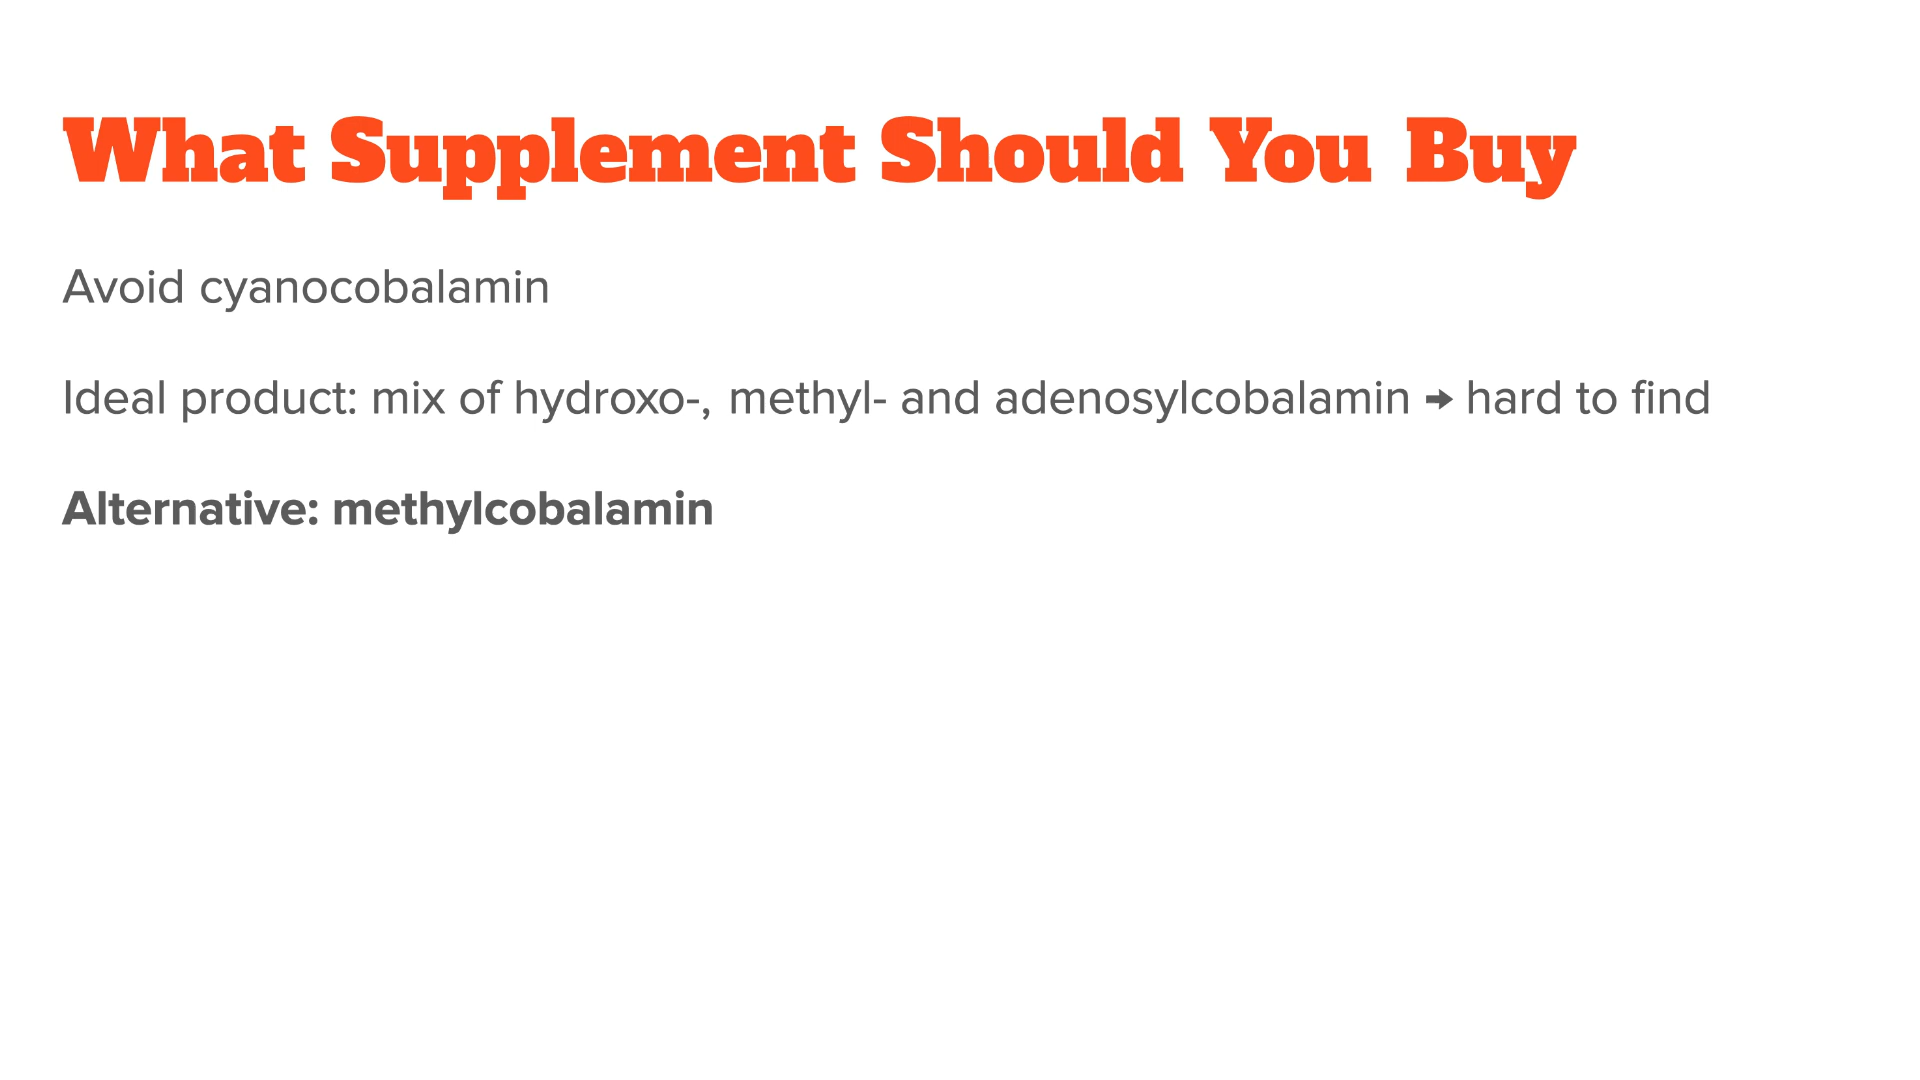 What Supplement Should You Buy
Avoid cyanocobalamin
Ideal product: mix of hydroxo-, methyl- and adenosylcobalamin ➡ hard to find
Alternative: methylcobalamin